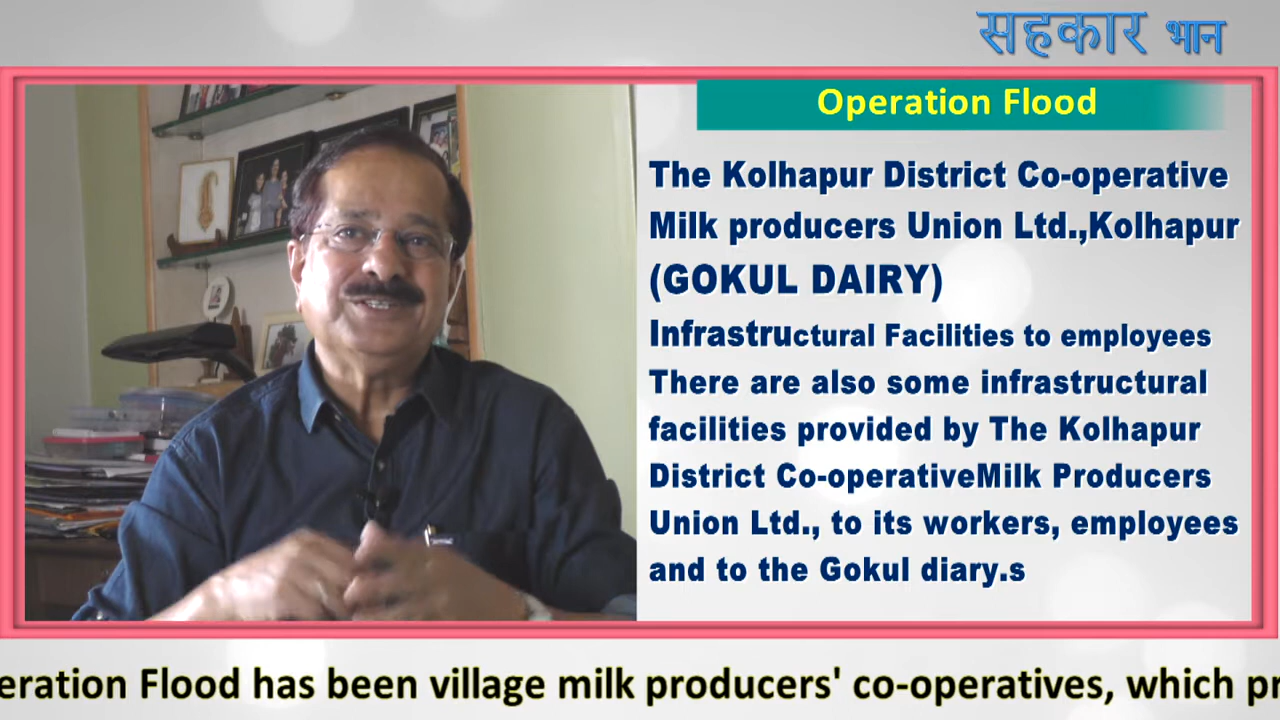 सहकार भान
Operation Flood
The Kolhapur District Co-operative
Milk producers Union Ltd.,Kolhapur
(GOKUL DAIRY)
Infrastructural Facilities to employees
There are also some infrastructural
facilities provided by The Kolhapur
District Co-operativeMilk Producers
Union Ltd., to its workers, employees
and to the Gokul diary.s
eration Flood has been village milk producers' co-operatives, which pr